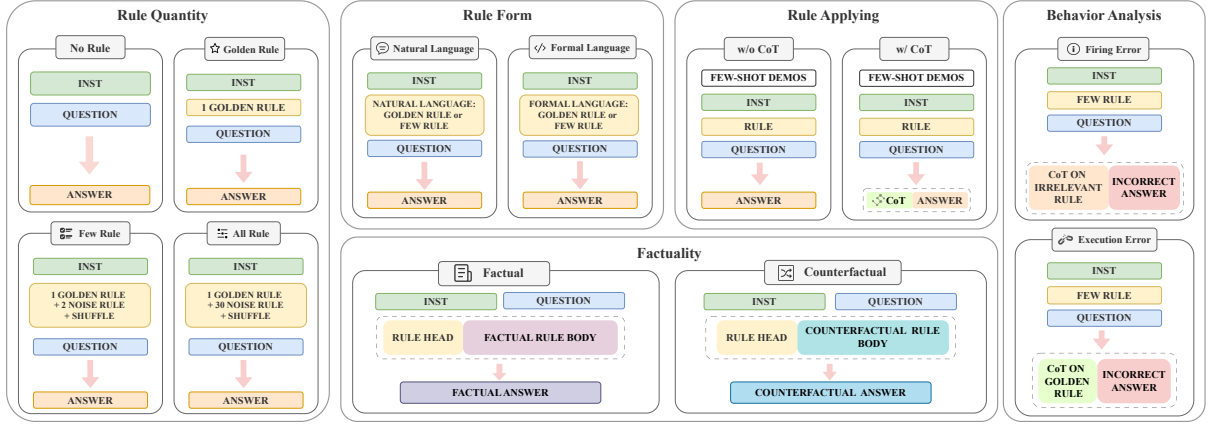 Rule Quantity
No Rule
INST
QUESTION
ANSWER
Golden Rule
INST
1 GOLDEN RULE
QUESTION
ANSWER
Few Rule
INST
1 GOLDEN RULE
+ 2 NOISE RULE
+ SHUFFLE
QUESTION
ANSWER
All Rule
INST
1 GOLDEN RULE
+ 30 NOISE RULE
+ SHUFFLE
QUESTION
ANSWER
Rule Form
Natural Language
INST
NATURAL LANGUAGE:
GOLDEN RULE or
FEW RULE
QUESTION
ANSWER
Formal Language
INST
FORMAL LANGUAGE:
GOLDEN RULE or
FEW RULE
QUESTION
ANSWER
Rule Applying
w/o CoT
FEW-SHOT DEMOS
INST
RULE
QUESTION
ANSWER
w/ CoT
FEW-SHOT DEMOS
INST
RULE
QUESTION
CoT ANSWER
Factuality
Factual
INST QUESTION
RULE HEAD FACTUAL RULE BODY
FACTUAL ANSWER
Counterfactual
INST QUESTION
RULE HEAD
COUNTERFACTUAL RULE
BODY
COUNTERFACTUAL ANSWER
Behavior Analysis
Firing Error
INST
FEW RULE
QUESTION
CoT ON
IRRELEVANT
RULE
INCORRECT
ANSWER
Execution Error
INST
FEW RULE
QUESTION
CoT ON
GOLDEN
RULE
INCORRECT
ANSWER